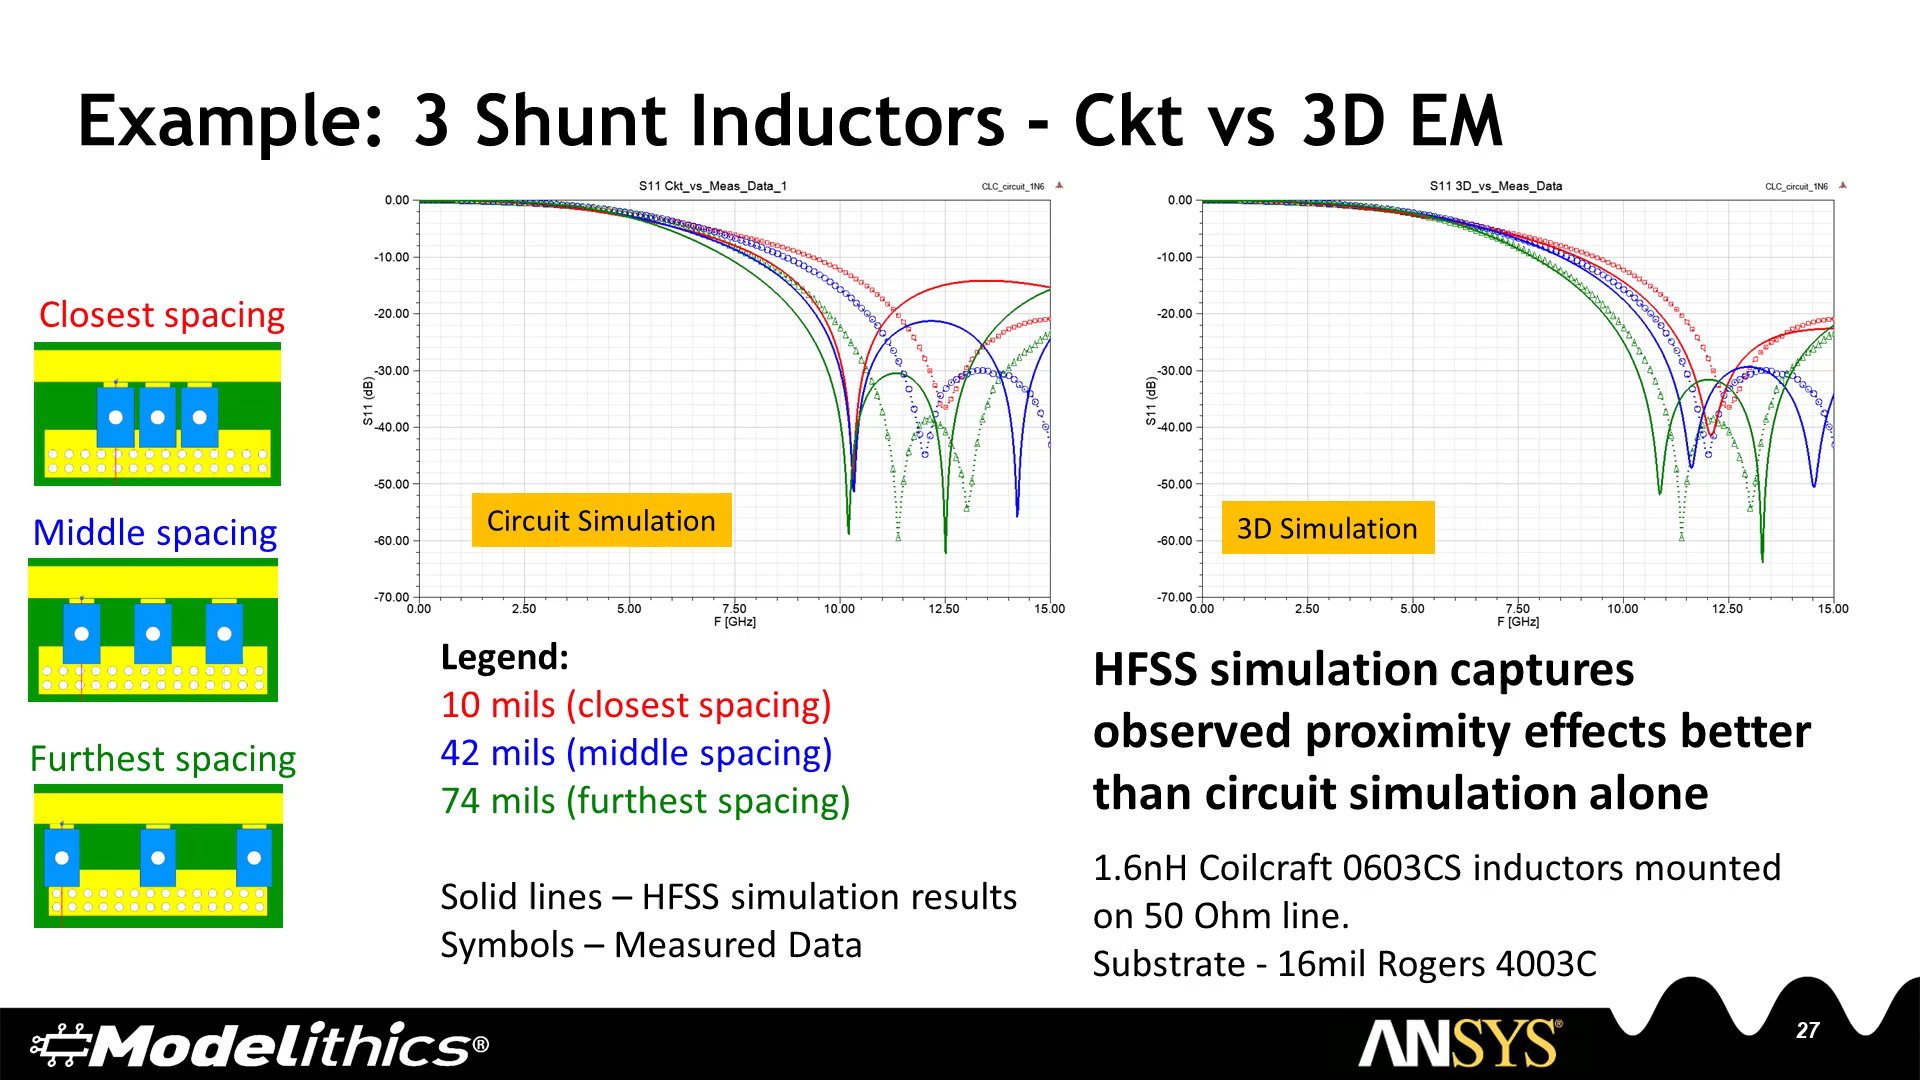 Example: 3 Shunt Inductors - Ckt vs 3D EM
Closest spacing
Middle spacing
Furthest spacing
S11 Ckt_vs_Meas_Data_1
CLC_circuit_1N6
0.00
-10.00
-20.00
-30.00
-40.00
-50.00
-60.00
-70.00
S11 (dB)
Circuit Simulation
0.00 2.50 5.00 7.50 10.00 12.50 15.00
F [GHz]
S11 3D_vs_Meas_Data
CLC_circuit_1N6
0.00
-10.00
-20.00
-30.00
-40.00
-50.00
-60.00
-70.00
S11 (dB)
3D Simulation
0.00 2.50 5.00 7.50 10.00 12.50 15.00
F [GHz]
Legend:
10 mils (closest spacing)
42 mils (middle spacing)
74 mils (furthest spacing)
Solid lines – HFSS simulation results
Symbols – Measured Data
HFSS simulation captures
observed proximity effects better
than circuit simulation alone
1.6nH Coilcraft 0603CS inductors mounted
on 50 Ohm line.
Substrate - 16mil Rogers 4003C
Modelithics®
ANSYS®
27